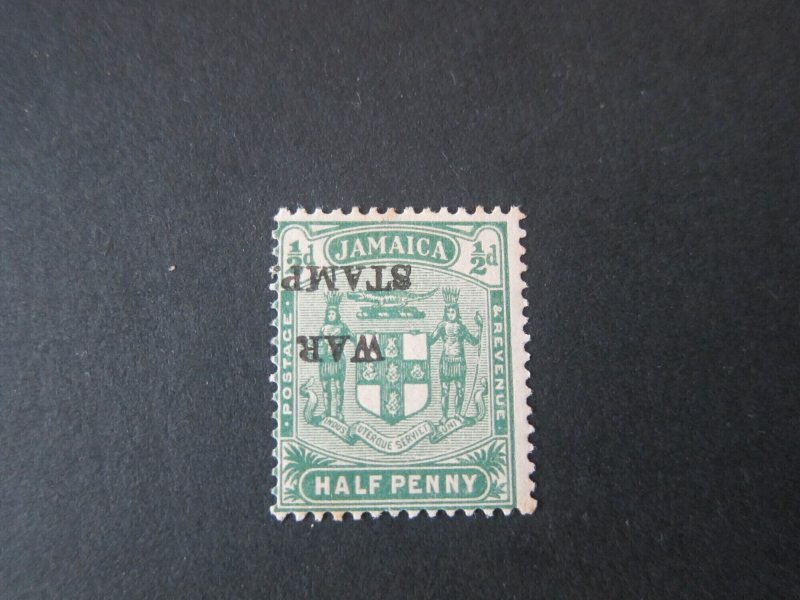 JAMAICA
½d ½d
WAR
STAMP.
POSTAGE
& REVENUE
INDUS UTERQUE SERVIET UNI
HALF PENNY